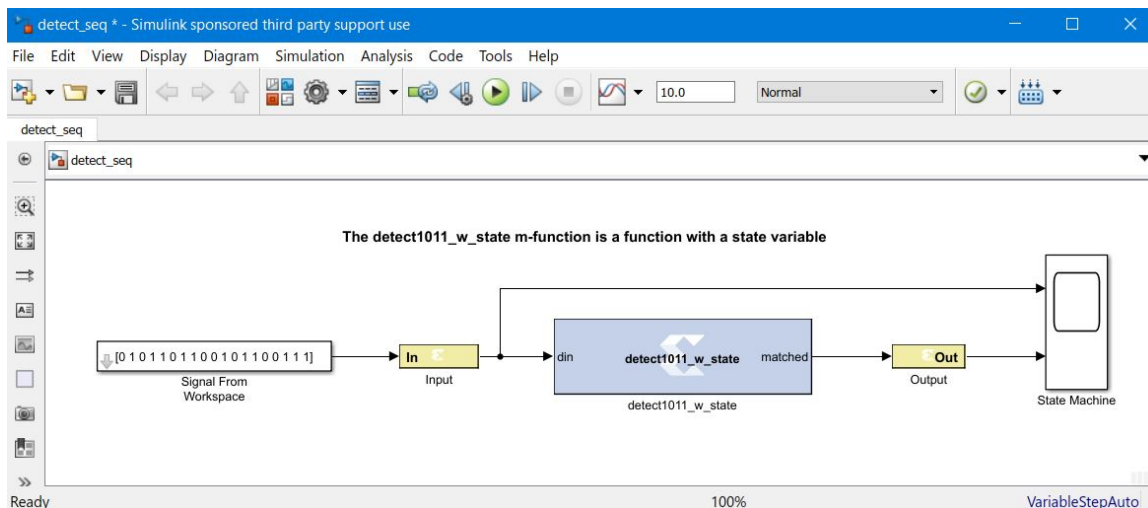 detect_seq * - Simulink sponsored third party support use
File Edit View Display Diagram Simulation Analysis Code Tools Help
10.0 Normal
detect_seq
detect_seq
The detect1011_w_state m-function is a function with a state variable
[0 1 0 1 1 0 1 1 0 0 1 0 1 1 0 0 1 1 1]
Signal From
Workspace
In
Input
din detect1011_w_state matched
detect1011_w_state
Out
Output
State Machine
Ready 100% VariableStepAuto